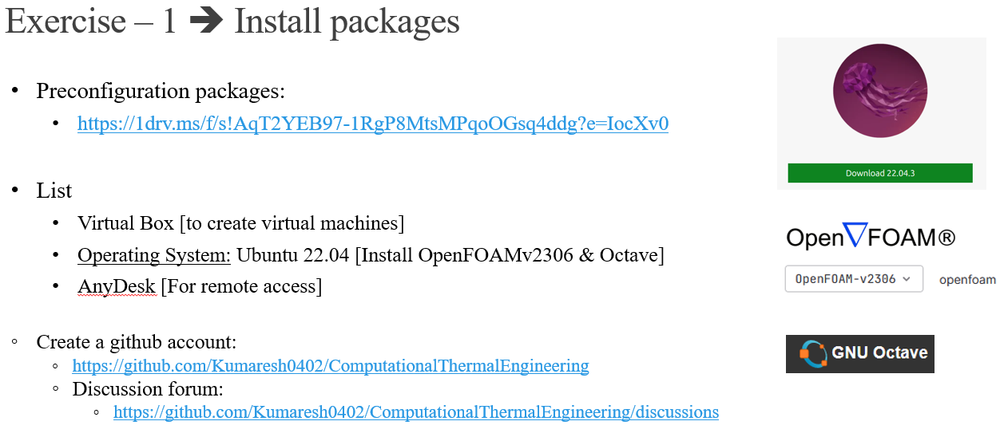 Exercise – 1 ➔ Install packages
• Preconfiguration packages:
• https://1drv.ms/f/s!AqT2YEB97-1RgP8MtsMPqoOGsq4ddg?e=IocXv0
• List
• Virtual Box [to create virtual machines]
• Operating System: Ubuntu 22.04 [Install OpenFOAMv2306 & Octave]
• AnyDesk [For remote access]
◦ Create a github account:
◦ https://github.com/Kumaresh0402/ComputationalThermalEngineering
◦ Discussion forum:
◦ https://github.com/Kumaresh0402/ComputationalThermalEngineering/discussions
Download 22.04.3
Open∇FOAM®
OpenFOAM-v2306
openfoam
GNU Octave